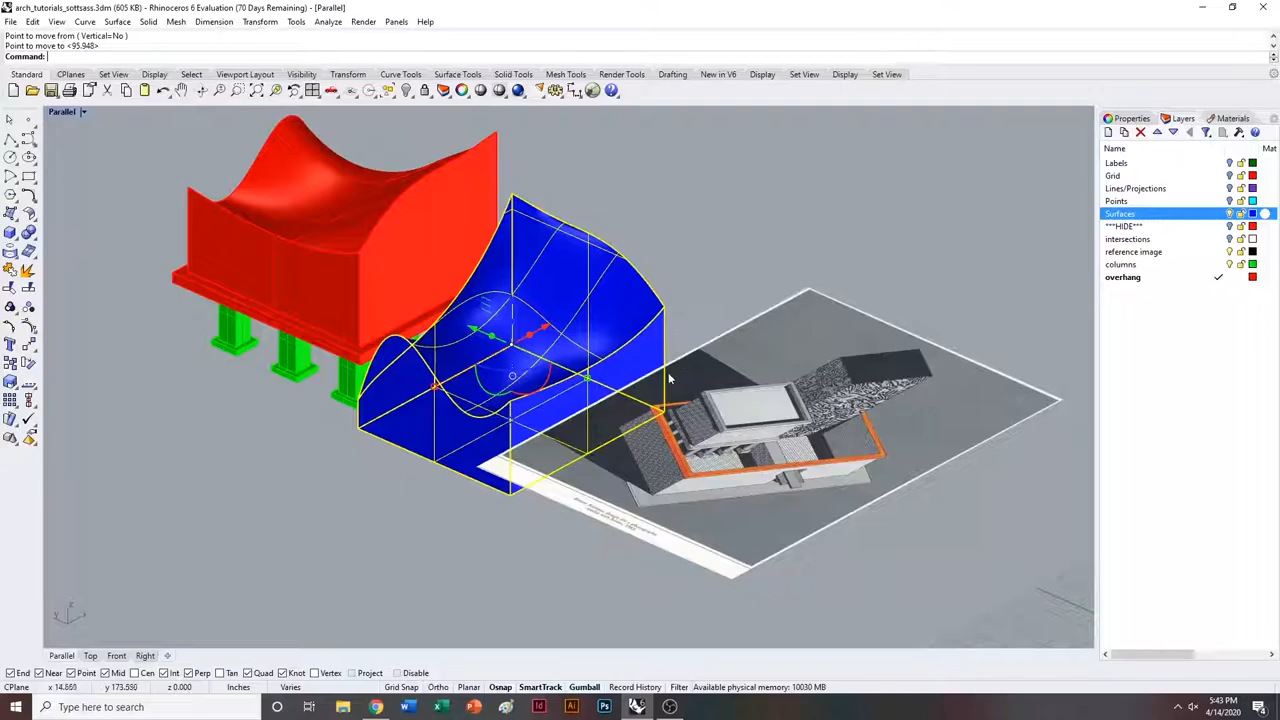 arch_tutorials_sottsass.3dm (605 KB) - Rhinoceros 6 Evaluation (70 Days Remaining) - [Parallel]
File Edit View Curve Surface Solid Mesh Dimension Transform Tools Analyze Render Panels Help
Point to move from ( Vertical=No )
Point to move to <95.948>
Command:
Standard CPlanes Set View Display Select Viewport Layout Visibility Transform Curve Tools Surface Tools Solid Tools Mesh Tools Render Tools Drafting New in V6 Display Set View Display Set View
Parallel
Properties Layers Materials
Name Mat
Labels
Grid
Lines/Projections
Points
Surfaces
***HIDE***
intersections
reference image
columns
overhang
z
y
Parallel Top Front Right
End Near Point Mid Cen Int Perp Tan Quad Knot Vertex Project Disable
CPlane x 14.660 y 173.590 z 0.000 Inches Varies Grid Snap Ortho Planar Osnap SmartTrack Gumball Record History Filter Available physical memory: 10030 MB
Type here to search
5:43 PM
4/14/2020